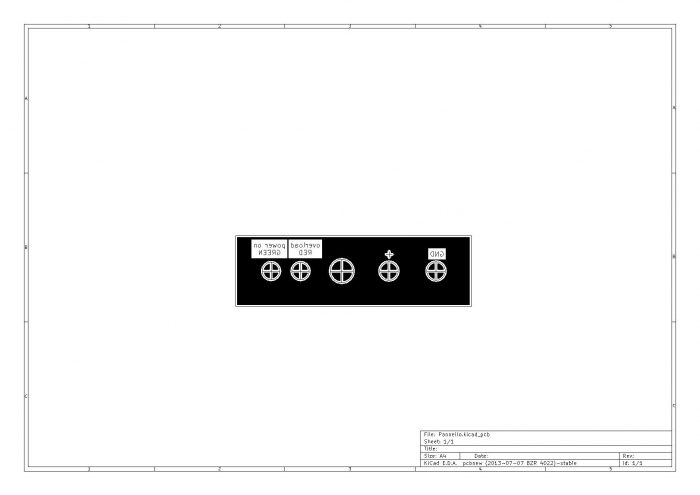 1 2 3 4 5
A A
power on overload
GREEN RED
GND
B B
C C
File: Pannello.kicad_pcb
Sheet: 1/1
Title:
Size: A4 Date: Rev:
KiCad E.D.A. pcbnew (2013-07-07 BZR 4022)-stable Id: 1/1
1 2 3 4 5